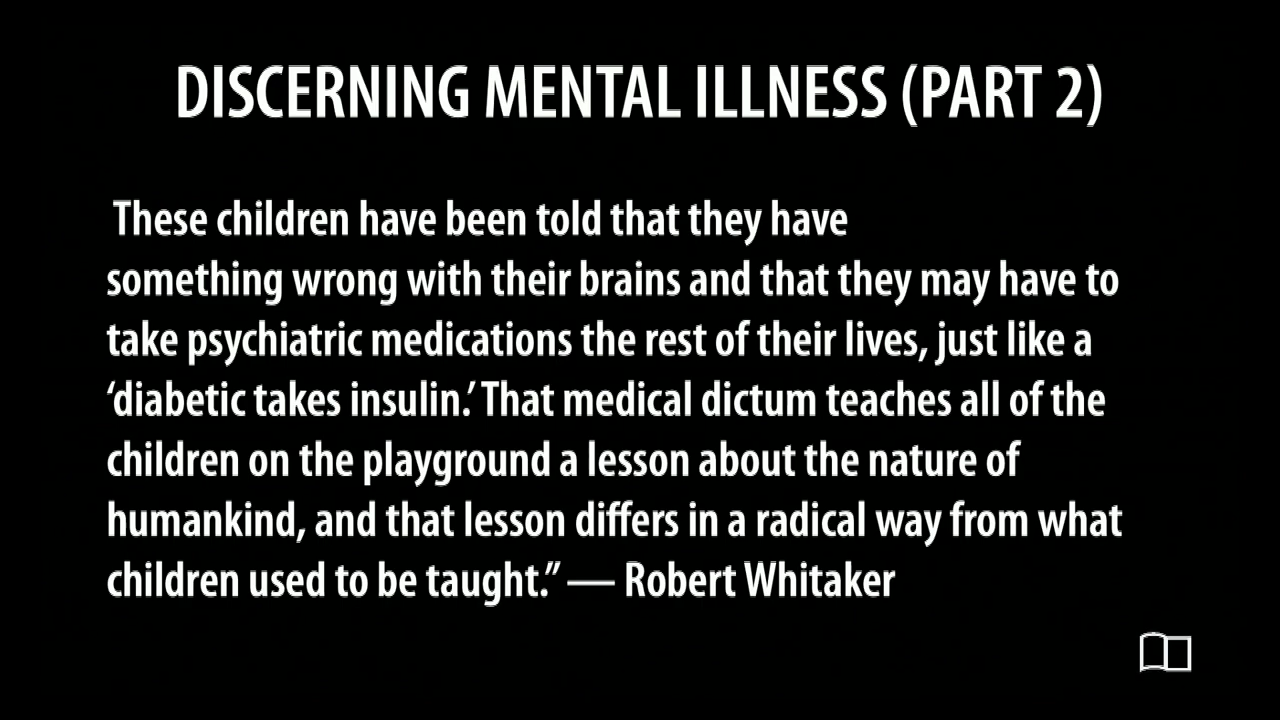 DISCERNING MENTAL ILLNESS (PART 2)
These children have been told that they have
something wrong with their brains and that they may have to
take psychiatric medications the rest of their lives, just like a
‘diabetic takes insulin.’ That medical dictum teaches all of the
children on the playground a lesson about the nature of
humankind, and that lesson differs in a radical way from what
children used to be taught.” — Robert Whitaker